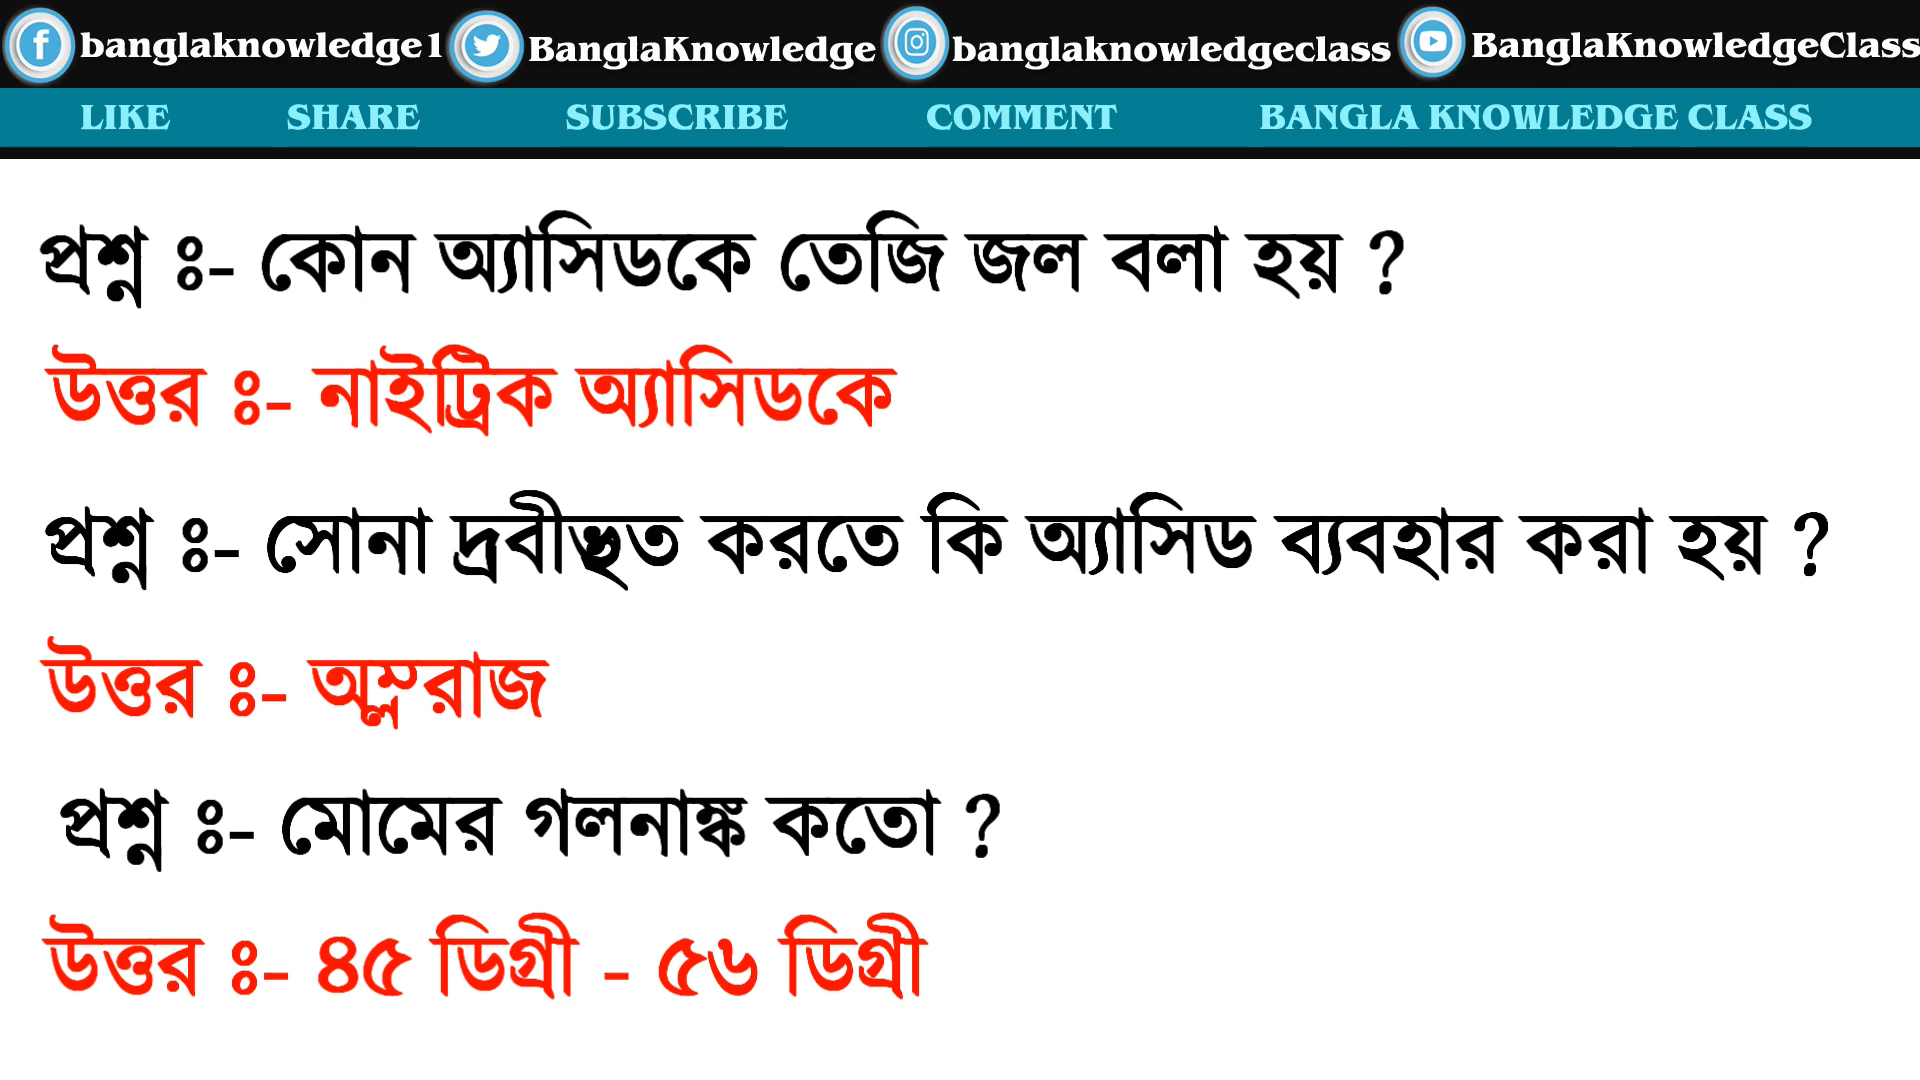 banglaknowledge1 BanglaKnowledge banglaknowledgeclass BanglaKnowledgeClass
LIKE SHARE SUBSCRIBE COMMENT BANGLA KNOWLEDGE CLASS
প্রশ্ন ঃ- কোন অ্যাসিডকে তেজি জল বলা হয় ?
উত্তর ঃ- নাইট্রিক অ্যাসিডকে
প্রশ্ন ঃ- সোনা দ্রবীভূত করতে কি অ্যাসিড ব্যবহার করা হয় ?
উত্তর ঃ- অম্লরাজ
প্রশ্ন ঃ- মোমের গলনাঙ্ক কতো ?
উত্তর ঃ- ৪৫ ডিগ্রী - ৫৬ ডিগ্রী